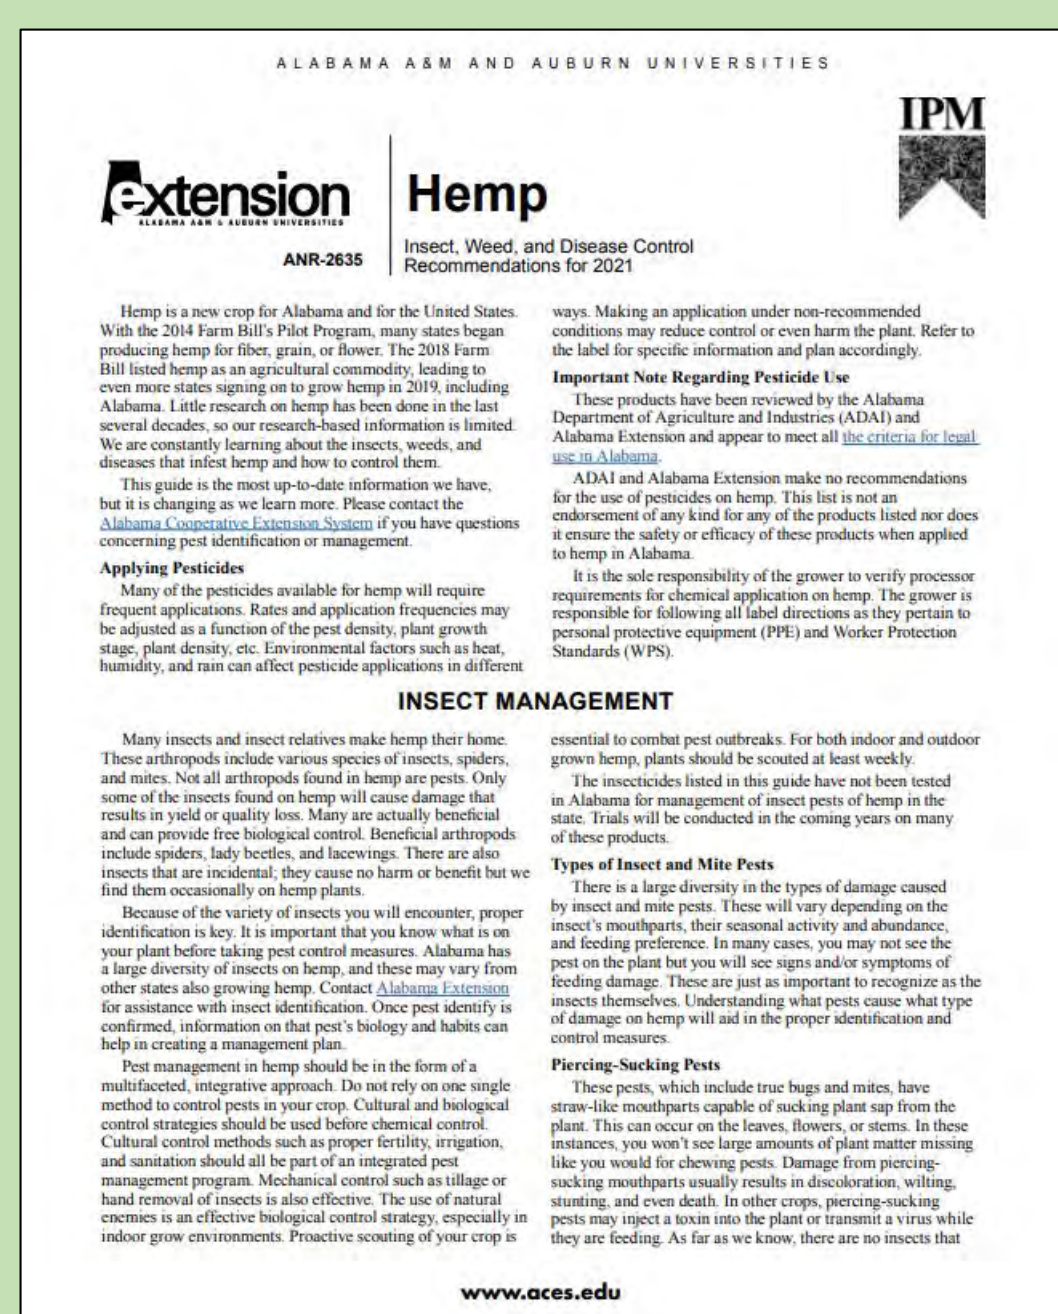 ALABAMA A&M AND AUBURN UNIVERSITIES
IPM
extension
ALABAMA A&M & AUBURN UNIVERSITIES
ANR-2635
Hemp
Insect, Weed, and Disease Control
Recommendations for 2021
Hemp is a new crop for Alabama and for the United States.
With the 2014 Farm Bill's Pilot Program, many states began
producing hemp for fiber, grain, or flower. The 2018 Farm
Bill listed hemp as an agricultural commodity, leading to
even more states signing on to grow hemp in 2019, including
Alabama. Little research on hemp has been done in the last
several decades, so our research-based information is limited.
We are constantly learning about the insects, weeds, and
diseases that infest hemp and how to control them.
This guide is the most up-to-date information we have,
but it is changing as we learn more. Please contact the
Alabama Cooperative Extension System if you have questions
concerning pest identification or management.
Applying Pesticides
Many of the pesticides available for hemp will require
frequent applications. Rates and application frequencies may
be adjusted as a function of the pest density, plant growth
stage, plant density, etc. Environmental factors such as heat,
humidity, and rain can affect pesticide applications in different
ways. Making an application under non-recommended
conditions may reduce control or even harm the plant. Refer to
the label for specific information and plan accordingly.
Important Note Regarding Pesticide Use
These products have been reviewed by the Alabama
Department of Agriculture and Industries (ADAI) and
Alabama Extension and appear to meet all the criteria for legal
use in Alabama.
ADAI and Alabama Extension make no recommendations
for the use of pesticides on hemp. This list is not an
endorsement of any kind for any of the products listed nor does
it ensure the safety or efficacy of these products when applied
to hemp in Alabama.
It is the sole responsibility of the grower to verify processor
requirements for chemical application on hemp. The grower is
responsible for following all label directions as they pertain to
personal protective equipment (PPE) and Worker Protection
Standards (WPS).
INSECT MANAGEMENT
Many insects and insect relatives make hemp their home.
These arthropods include various species of insects, spiders,
and mites. Not all arthropods found in hemp are pests. Only
some of the insects found on hemp will cause damage that
results in yield or quality loss. Many are actually beneficial
and can provide free biological control. Beneficial arthropods
include spiders, lady beetles, and lacewings. There are also
insects that are incidental; they cause no harm or benefit but we
find them occasionally on hemp plants.
Because of the variety of insects you will encounter, proper
identification is key. It is important that you know what is on
your plant before taking pest control measures. Alabama has
a large diversity of insects on hemp, and these may vary from
other states also growing hemp. Contact Alabama Extension
for assistance with insect identification. Once pest identify is
confirmed, information on that pest's biology and habits can
help in creating a management plan.
Pest management in hemp should be in the form of a
multifaceted, integrative approach. Do not rely on one single
method to control pests in your crop. Cultural and biological
control strategies should be used before chemical control.
Cultural control methods such as proper fertility, irrigation,
and sanitation should all be part of an integrated pest
management program. Mechanical control such as tillage or
hand removal of insects is also effective. The use of natural
enemies is an effective biological control strategy, especially in
indoor grow environments. Proactive scouting of your crop is
essential to combat pest outbreaks. For both indoor and outdoor
grown hemp, plants should be scouted at least weekly.
The insecticides listed in this guide have not been tested
in Alabama for management of insect pests of hemp in the
state. Trials will be conducted in the coming years on many
of these products.
Types of Insect and Mite Pests
There is a large diversity in the types of damage caused
by insect and mite pests. These will vary depending on the
insect's mouthparts, their seasonal activity and abundance,
and feeding preference. In many cases, you may not see the
pest on the plant but you will see signs and/or symptoms of
feeding damage. These are just as important to recognize as the
insects themselves. Understanding what pests cause what type
of damage on hemp will aid in the proper identification and
control measures.
Piercing-Sucking Pests
These pests, which include true bugs and mites, have
straw-like mouthparts capable of sucking plant sap from the
plant. This can occur on the leaves, flowers, or stems. In these
instances, you won't see large amounts of plant matter missing
like you would for chewing pests. Damage from piercing-
sucking mouthparts usually results in discoloration, wilting,
stunting, and even death. In other crops, piercing-sucking
pests may inject a toxin into the plant or transmit a virus while
they are feeding. As far as we know, there are no insects that
www.aces.edu